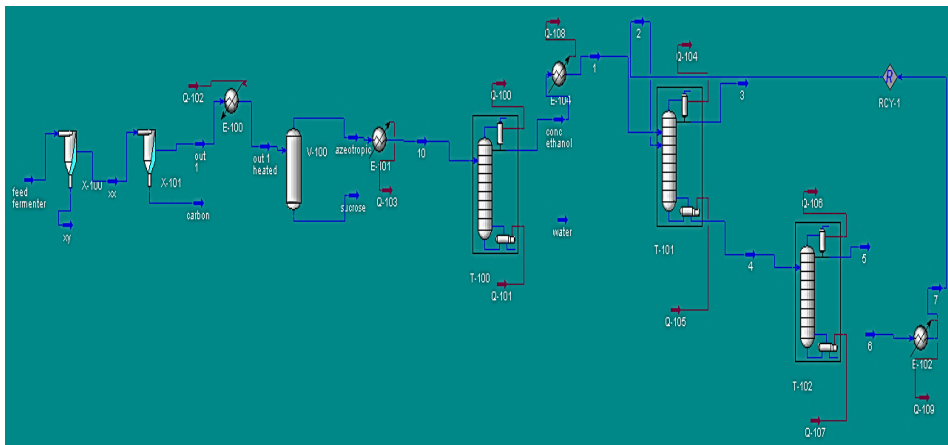 Q-108
2
Q-104
1
E-104
3
RCY-1
Q-102
E-100
Q-100
conc
ethanol
V-100
azeotropic
E-101
10
out
1
out 1
heated
feed
fermenter
X-100
xx
X-101
carbon
xy
sucrose
Q-103
water
T-100
Q-101
T-101
4
Q-105
Q-106
5
T-102
Q-107
6
7
E-102
Q-109